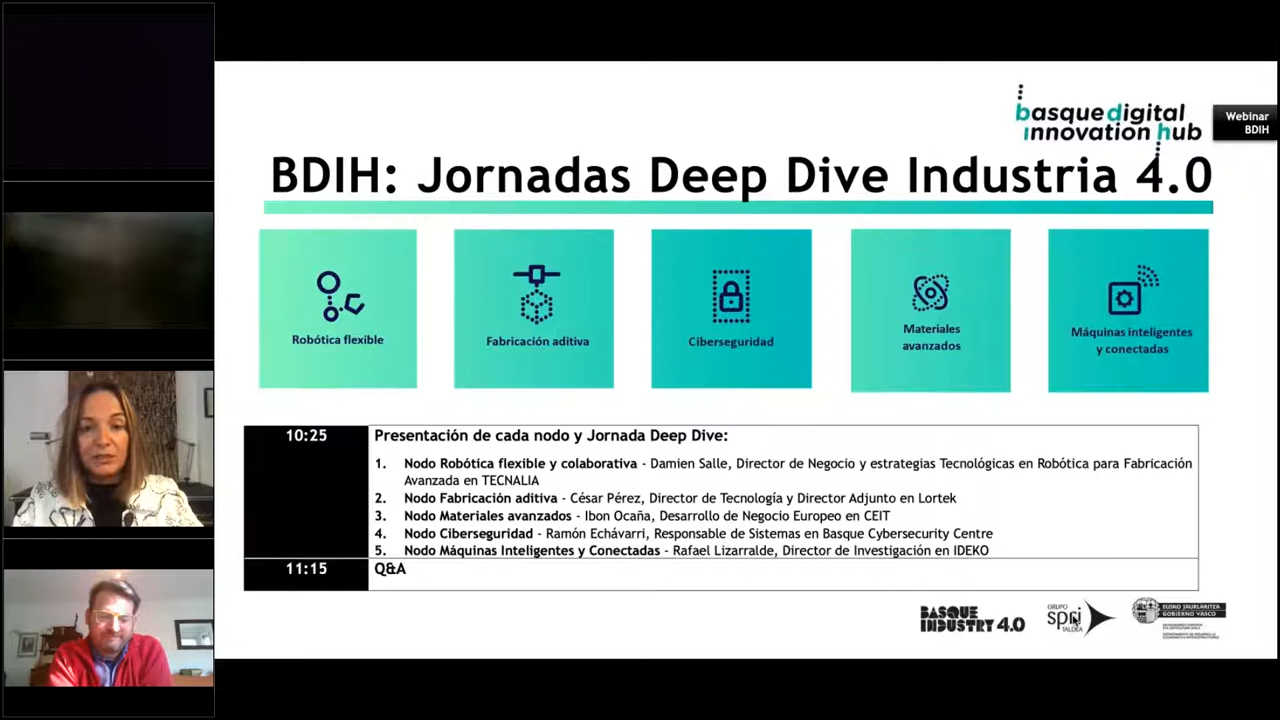 basque digital
innovation hub
Webinar
BDIH
BDIH: Jornadas Deep Dive Industria 4.0
Robótica flexible
Fabricación aditiva
Ciberseguridad
Materiales
avanzados
Máquinas inteligentes
y conectadas
10:25
Presentación de cada nodo y Jornada Deep Dive:
1. Nodo Robótica flexible y colaborativa - Damien Salle, Director de Negocio y estrategias Tecnológicas en Robótica para Fabricación
Avanzada en TECNALIA
2. Nodo Fabricación aditiva - César Pérez, Director de Tecnología y Director Adjunto en Lortek
3. Nodo Materiales avanzados - Ibon Ocaña, Desarrollo de Negocio Europeo en CEIT
4. Nodo Ciberseguridad - Ramón Echávarri, Responsable de Sistemas en Basque Cybersecurity Centre
5. Nodo Máquinas Inteligentes y Conectadas - Rafael Lizarralde, Director de Investigación en IDEKO
11:15
Q&A
BASQUE
INDUSTRY 4.0
GRUPO
spri
TALDEA
EUSKO JAURLARITZA
GOBIERNO VASCO